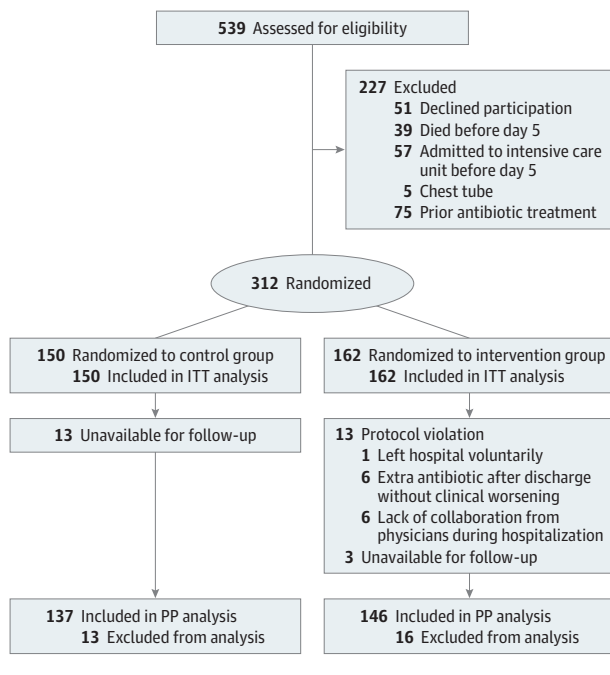 539 Assessed for eligibility
227 Excluded
51 Declined participation
39 Died before day 5
57 Admitted to intensive care
unit before day 5
5 Chest tube
75 Prior antibiotic treatment
312 Randomized
150 Randomized to control group
150 Included in ITT analysis
162 Randomized to intervention group
162 Included in ITT analysis
13 Unavailable for follow-up
13 Protocol violation
1 Left hospital voluntarily
6 Extra antibiotic after discharge
without clinical worsening
6 Lack of collaboration from
physicians during hospitalization
3 Unavailable for follow-up
137 Included in PP analysis
13 Excluded from analysis
146 Included in PP analysis
16 Excluded from analysis